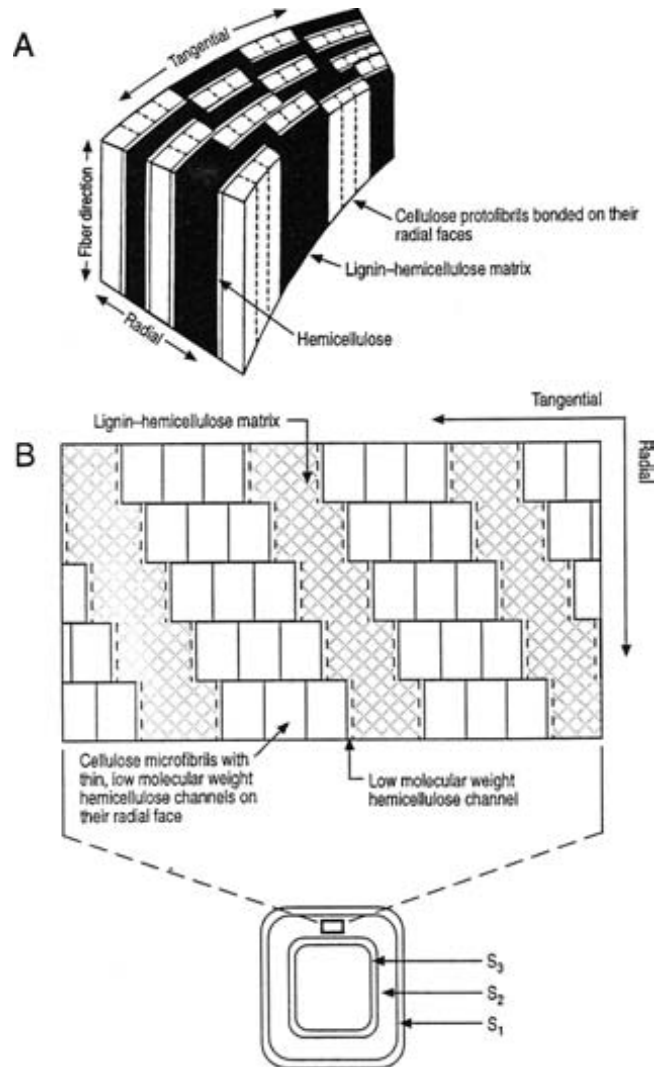 A
Tangential
Fiber direction
Radial
Cellulose protofibrils bonded on their
radial faces
Lignin–hemicellulose matrix
Hemicellulose
B
Lignin–hemicellulose matrix
Tangential
Radial
Cellulose microfibrils with
thin, low molecular weight
hemicellulose channels on
their radial face
Low molecular weight
hemicellulose channel
S3
S2
S1